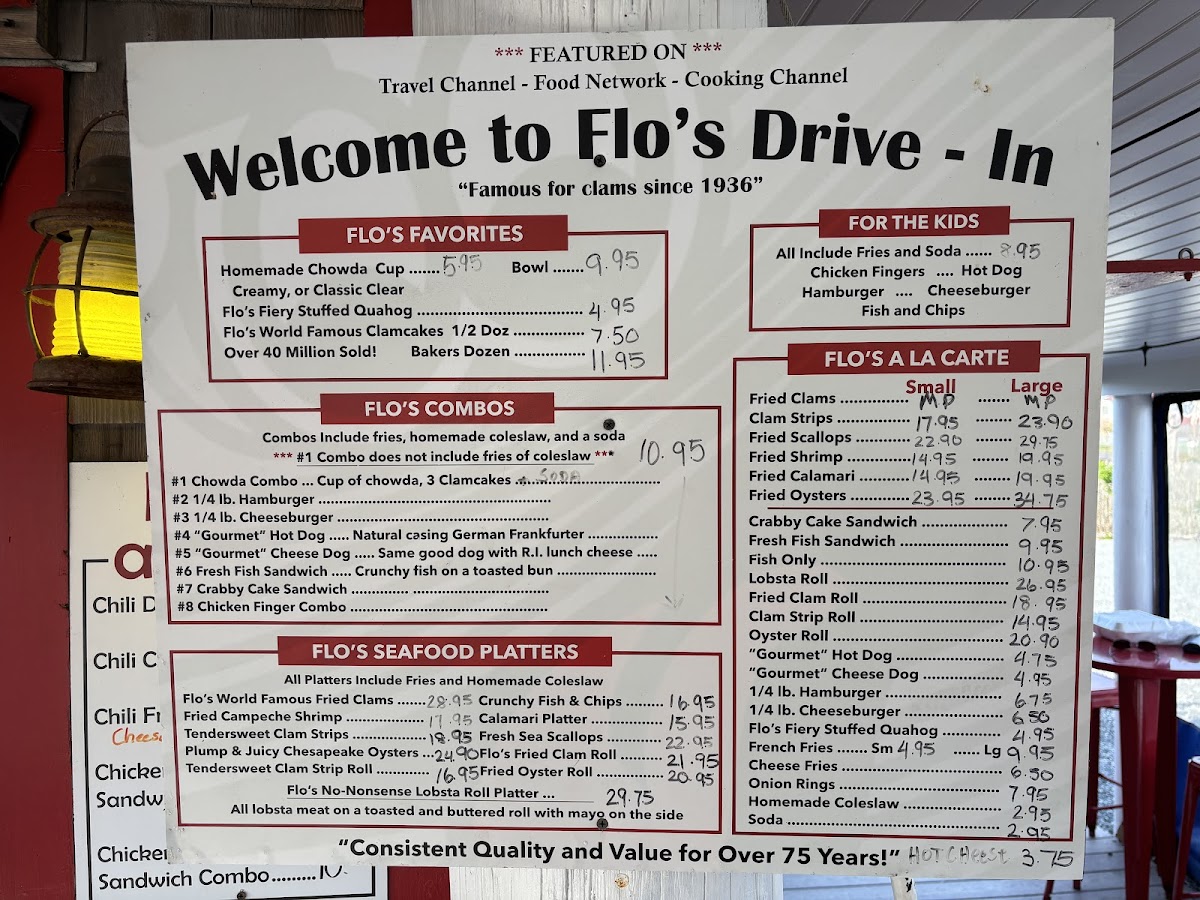 *** FEATURED ON ***
Travel Channel - Food Network - Cooking Channel
Welcome to Flo's Drive - In
"Famous for clams since 1936"
FLO'S FAVORITES
Homemade Chowda Cup .......5.95 Bowl .......9.95
Creamy, or Classic Clear
Flo's Fiery Stuffed Quahog ........................................ 4.95
Flo's World Famous Clamcakes 1/2 Doz ................. 7.50
Over 40 Million Sold! Bakers Dozen ................. 11.95
FLO'S COMBOS
Combos Include fries, homemade coleslaw, and a soda
*** #1 Combo does not include fries of coleslaw *** 10.95
#1 Chowda Combo ... Cup of chowda, 3 Clamcakes + SODA
#2 1/4 lb. Hamburger ........................................................
#3 1/4 lb. Cheeseburger ....................................................
#4 "Gourmet" Hot Dog ..... Natural casing German Frankfurter .................
#5 "Gourmet" Cheese Dog ..... Same good dog with R.I. lunch cheese .....
#6 Fresh Fish Sandwich ..... Crunchy fish on a toasted bun ........................
#7 Crabby Cake Sandwich .............. .................................
#8 Chicken Finger Combo ................................................
FLO'S SEAFOOD PLATTERS
All Platters Include Fries and Homemade Coleslaw
Flo's World Famous Fried Clams .......28.95 Crunchy Fish & Chips ......... 16.95
Fried Campeche Shrimp ...................17.95 Calamari Platter .................. 15.95
Tendersweet Clam Strips ...................18.95 Fresh Sea Scallops .............. 22.95
Plump & Juicy Chesapeake Oysters ..24.90 Flo's Fried Clam Roll .......... 21.95
Tendersweet Clam Strip Roll ............. 16.95 Fried Oyster Roll ................ 20.95
Flo's No-Nonsense Lobsta Roll Platter ... 29.75
All lobsta meat on a toasted and buttered roll with mayo on the side
FOR THE KIDS
All Include Fries and Soda ...... 8.95
Chicken Fingers .... Hot Dog
Hamburger .... Cheeseburger
Fish and Chips
FLO'S A LA CARTE
Small Large
Fried Clams ................ MP ....... MP
Clam Strips ................ 17.95 ........ 23.90
Fried Scallops ............ 22.90 ........ 29.75
Fried Shrimp ..............14.95 ........ 19.95
Fried Calamari ...........14.95 ........ 19.95
Fried Oysters ............. 23.95 ........34.75
Crabby Cake Sandwich .................... 7.95
Fresh Fish Sandwich ......................... 9.95
Fish Only ........................................... 10.95
Lobsta Roll ........................................ 26.95
Fried Clam Roll ................................. 18.95
Clam Strip Roll .................................. 14.95
Oyster Roll ........................................ 20.90
"Gourmet" Hot Dog ......................... 4.75
"Gourmet" Cheese Dog ................... 4.95
1/4 lb. Hamburger ............................ 6.75
1/4 lb. Cheeseburger ........................ 6.50
Flo's Fiery Stuffed Quahog .............. 4.95
French Fries ....... Sm 4.95 ...... Lg 9.95
Cheese Fries ..................................... 6.50
Onion Rings ...................................... 7.95
Homemade Coleslaw ....................... 2.95
Soda .................................................. 2.95
"Consistent Quality and Value for Over 75 Years!" HOT CHEESE 3.75
a
Chili D
Chili C
Chili Fr
Cheese
Chicke
Sandw
Chicken
Sandwich Combo.........10.